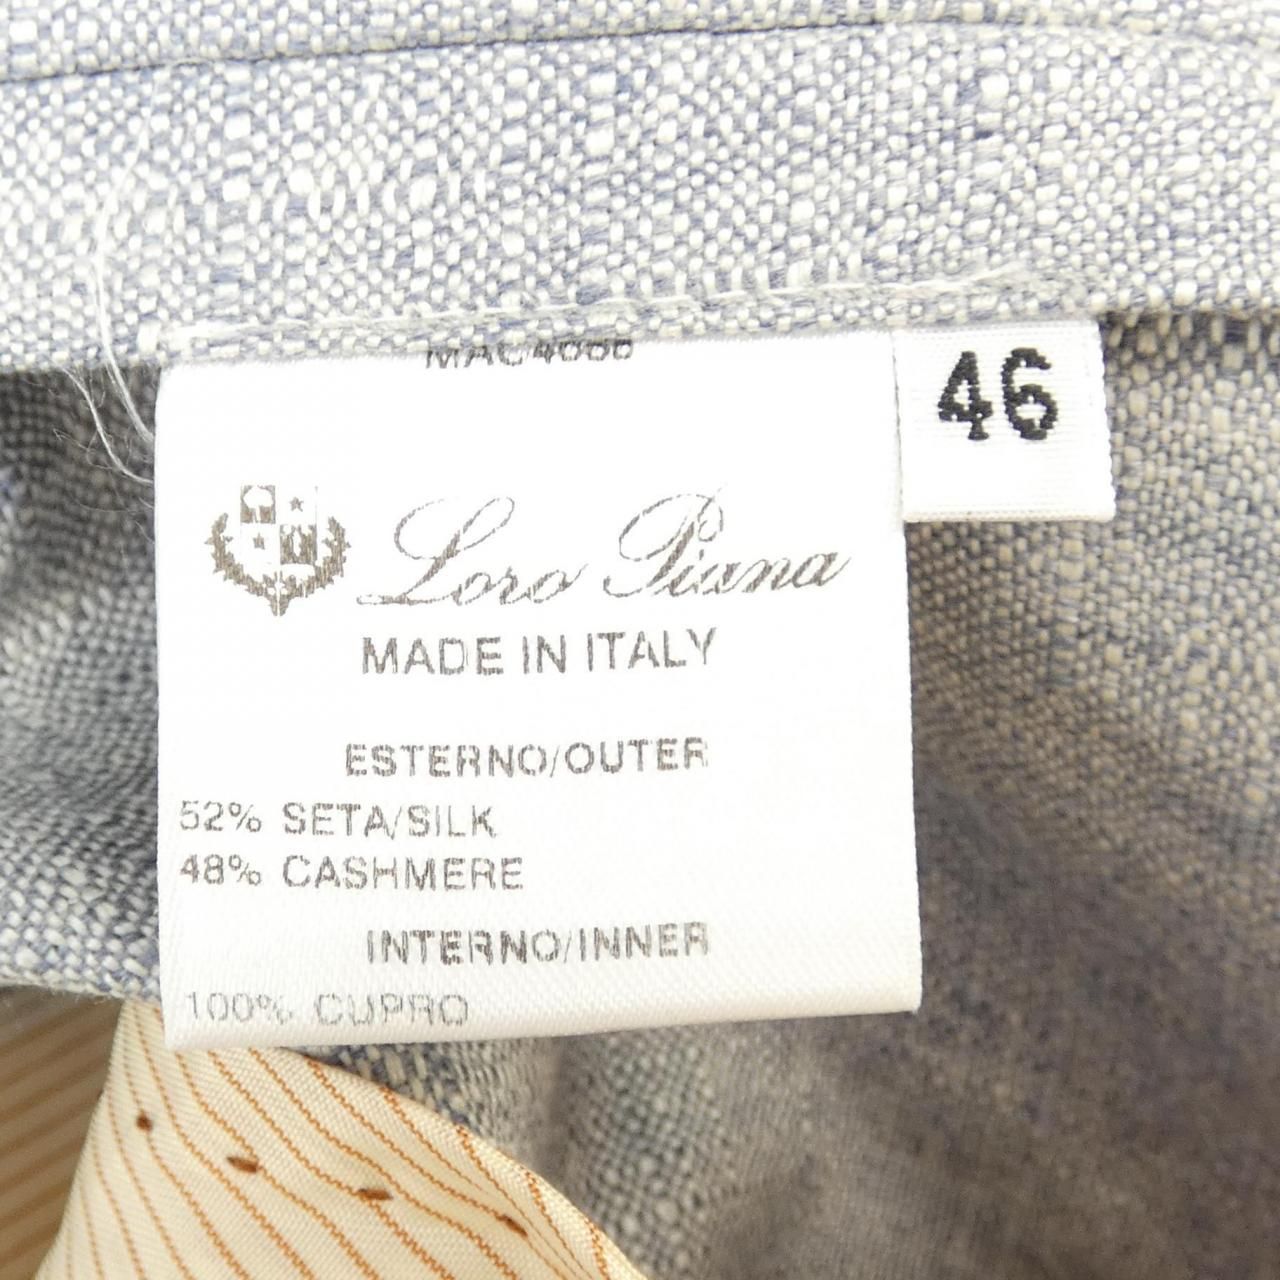 46
Loro Piana
MADE IN ITALY
ESTERNO/OUTER
52% SETA/SILK
48% CASHMERE
INTERNO/INNER
100% CUPRO